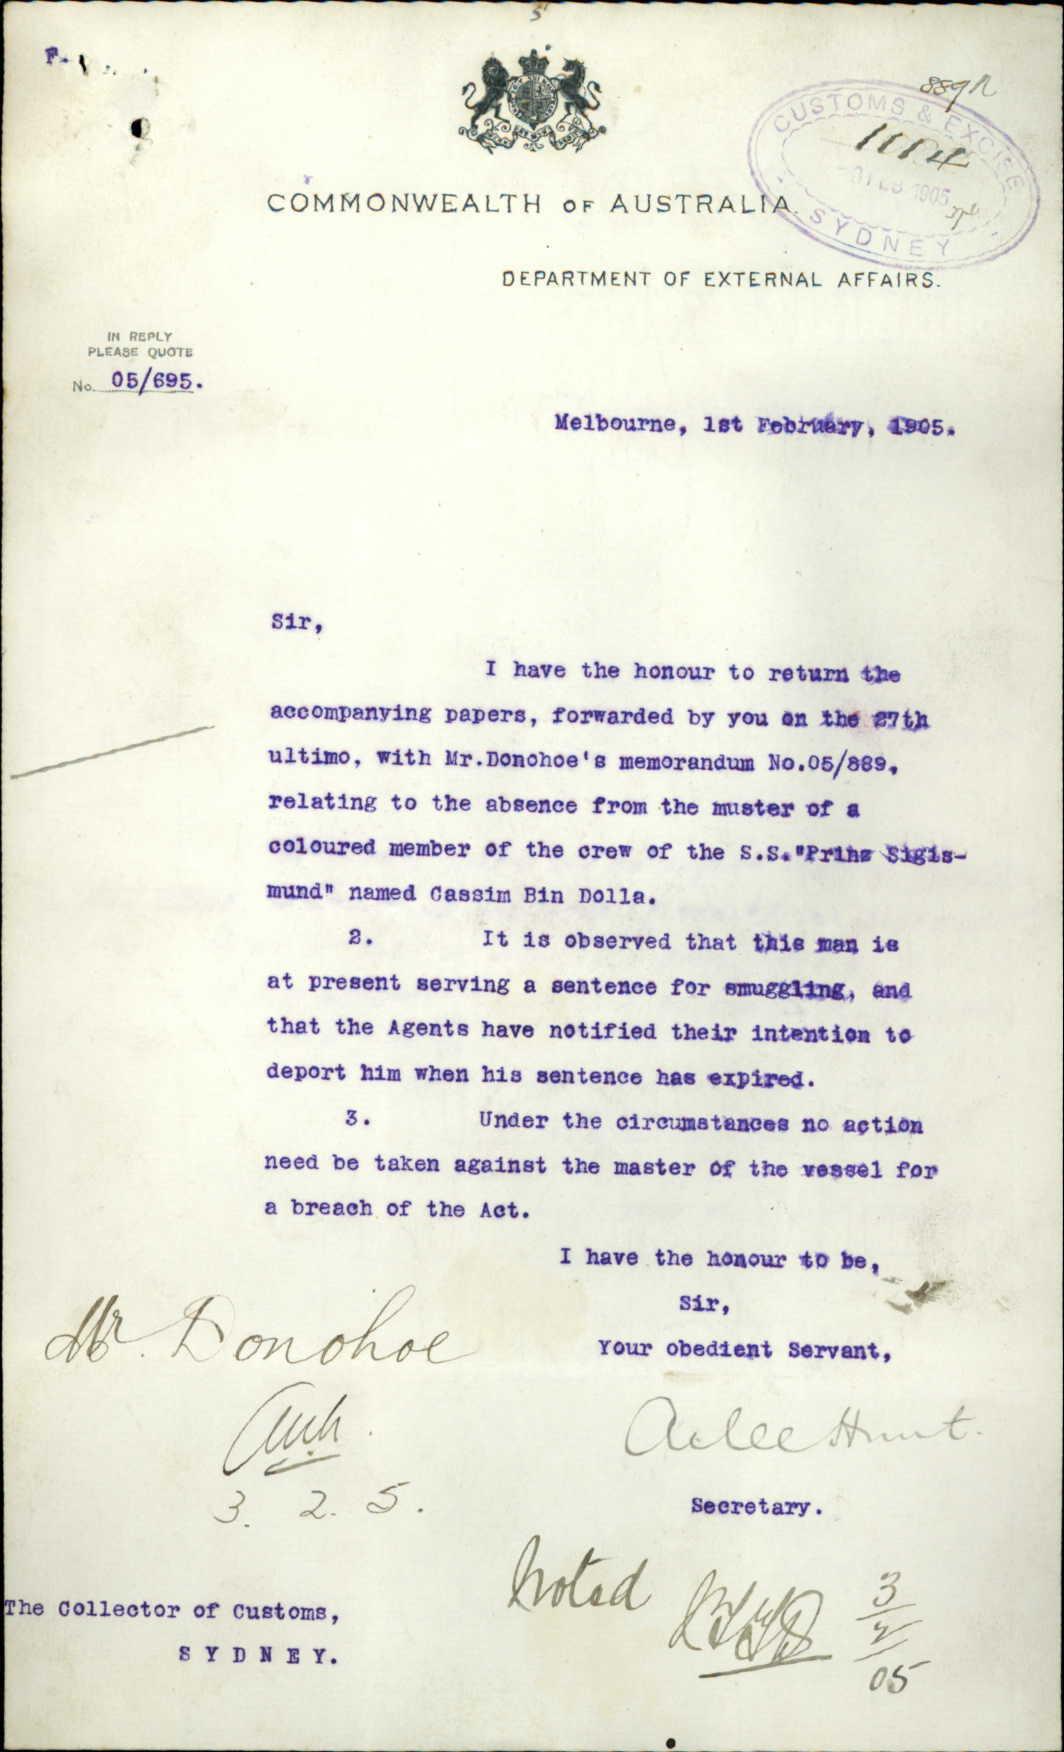 F.
889
CUSTOMS & EXCISE
1114
FEB 1905
SYDNEY
COMMONWEALTH OF AUSTRALIA.
DEPARTMENT OF EXTERNAL AFFAIRS.
IN REPLY
PLEASE QUOTE
No. 05/695.
Melbourne, 1st February, 1905.
Sir,
I have the honour to return the
accompanying papers, forwarded by you on the 27th
ultimo, with Mr.Donohoe's memorandum No.05/889,
relating to the absence from the muster of a
coloured member of the crew of the S.S."Prinz Sigis-
mund" named Cassim Bin Dolla.
2. It is observed that this man is
at present serving a sentence for smuggling, and
that the Agents have notified their intention to
deport him when his sentence has expired.
3. Under the circumstances no action
need be taken against the master of the vessel for
a breach of the Act.
I have the honour to be,
Sir,
Your obedient Servant,
Mr. Donohoe
Atlee Hunt.
3. 2. 5.
Secretary.
Noted
3/2/05
The Collector of Customs,
SYDNEY.